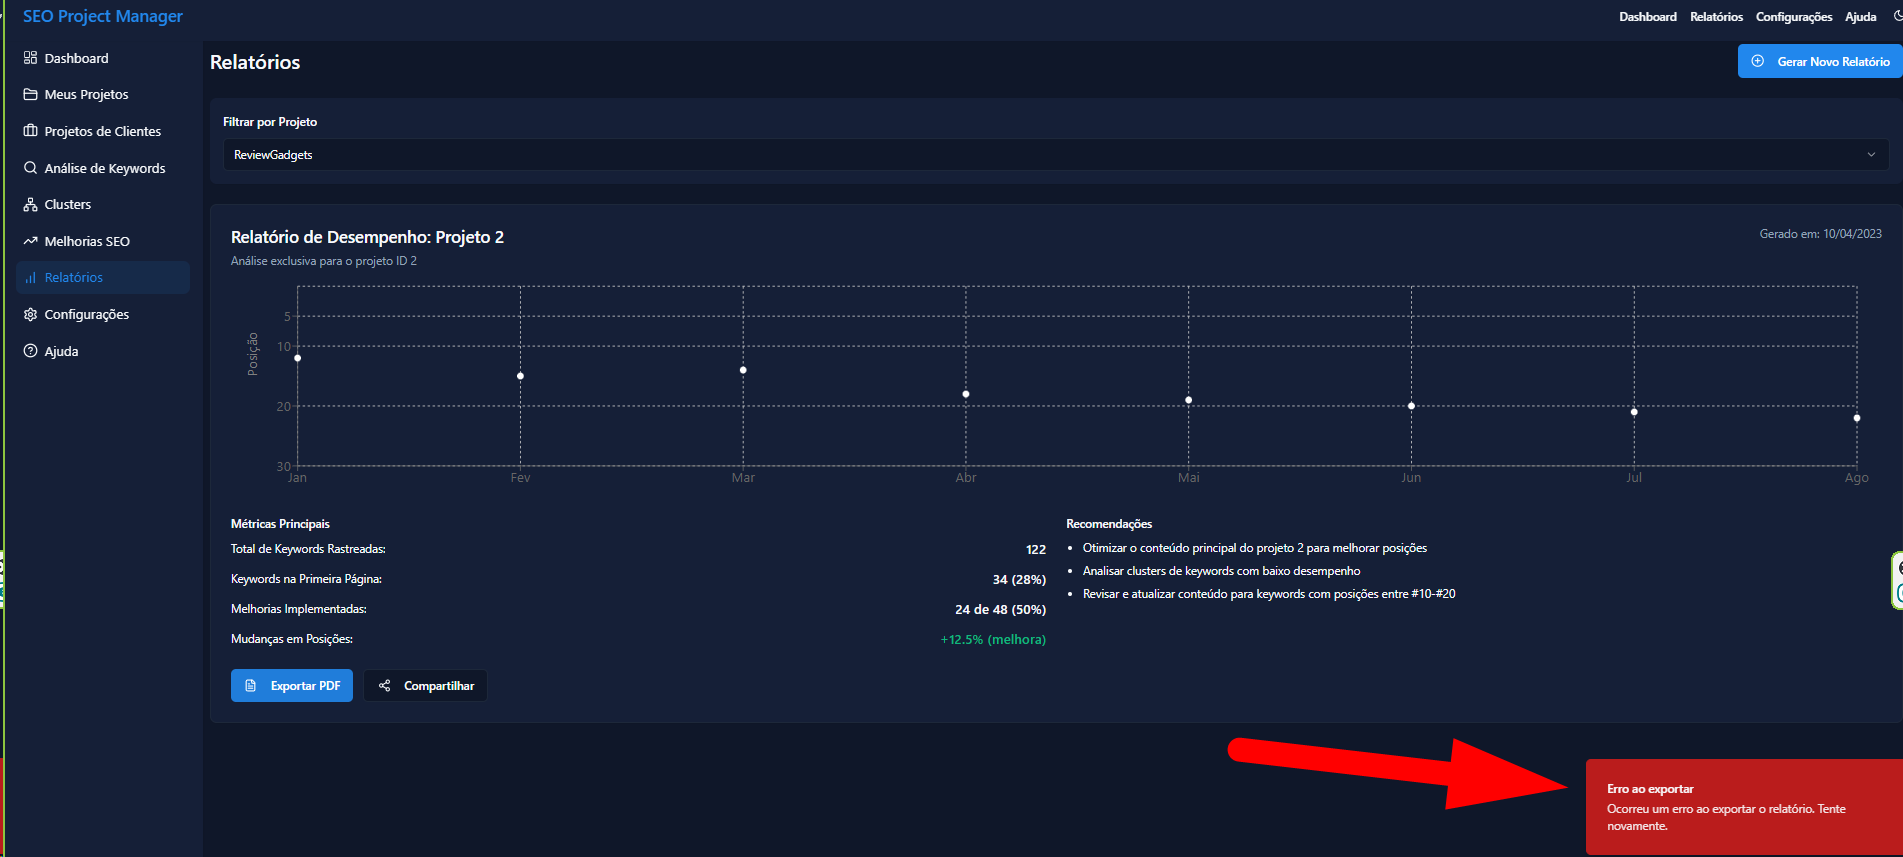 SEO Project Manager
Dashboard Relatórios Configurações Ajuda
Dashboard
Meus Projetos
Projetos de Clientes
Análise de Keywords
Clusters
Melhorias SEO
Relatórios
Configurações
Ajuda
Relatórios
Gerar Novo Relatório
Filtrar por Projeto
ReviewGadgets
Relatório de Desempenho: Projeto 2
Gerado em: 10/04/2023
Análise exclusiva para o projeto ID 2
Posição
5
10
20
30
Jan Fev Mar Abr Mai Jun Jul Ago
Métricas Principais
Total de Keywords Rastreadas: 122
Keywords na Primeira Página: 34 (28%)
Melhorias Implementadas: 24 de 48 (50%)
Mudanças em Posições: +12.5% (melhora)
Recomendações
• Otimizar o conteúdo principal do projeto 2 para melhorar posições
• Analisar clusters de keywords com baixo desempenho
• Revisar e atualizar conteúdo para keywords com posições entre #10-#20
Exportar PDF Compartilhar
Erro ao exportar
Ocorreu um erro ao exportar o relatório. Tente
novamente.